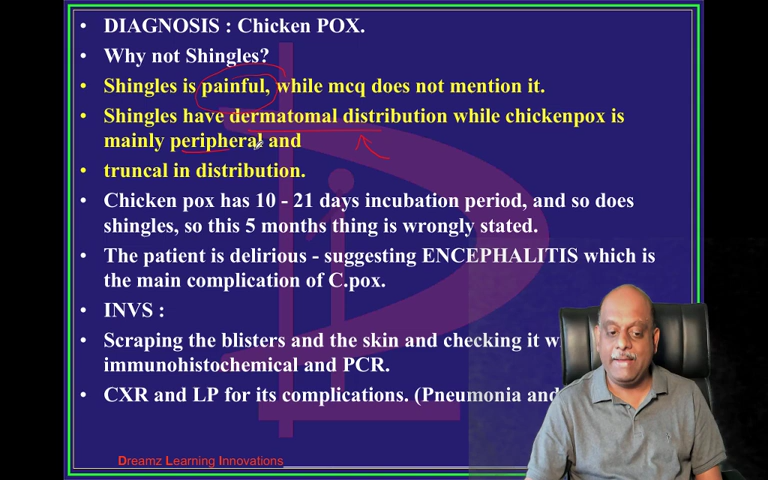 DIAGNOSIS : Chicken POX.
Why not Shingles?
Shingles is painful, while mcq does not mention it.
Shingles have dermatomal distribution while chickenpox is
mainly peripheral and
truncal in distribution.
Chicken pox has 10 - 21 days incubation period, and so does
shingles, so this 5 months thing is wrongly stated.
The patient is delirious - suggesting ENCEPHALITIS which is
the main complication of C.pox.
INVS :
Scraping the blisters and the skin and checking it
immunohistochemical and PCR.
CXR and LP for its complications. (Pneumonia and
Dreamz Learning Innovations